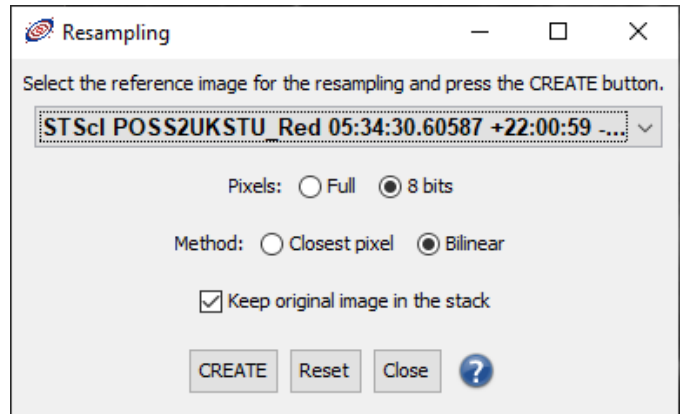 Resampling
Select the reference image for the resampling and press the CREATE button.
STScI POSS2UKSTU_Red 05:34:30.60587 +22:00:59 -...
Pixels: Full 8 bits
Method: Closest pixel Bilinear
Keep original image in the stack
CREATE Reset Close ?